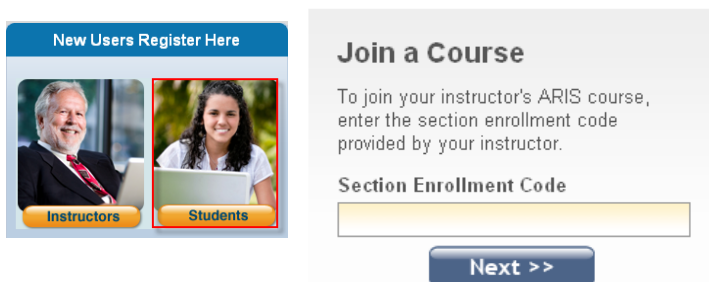 New Users Register Here
Instructors
Students
Join a Course
To join your instructor's ARIS course,
enter the section enrollment code
provided by your instructor.
Section Enrollment Code
Next >>